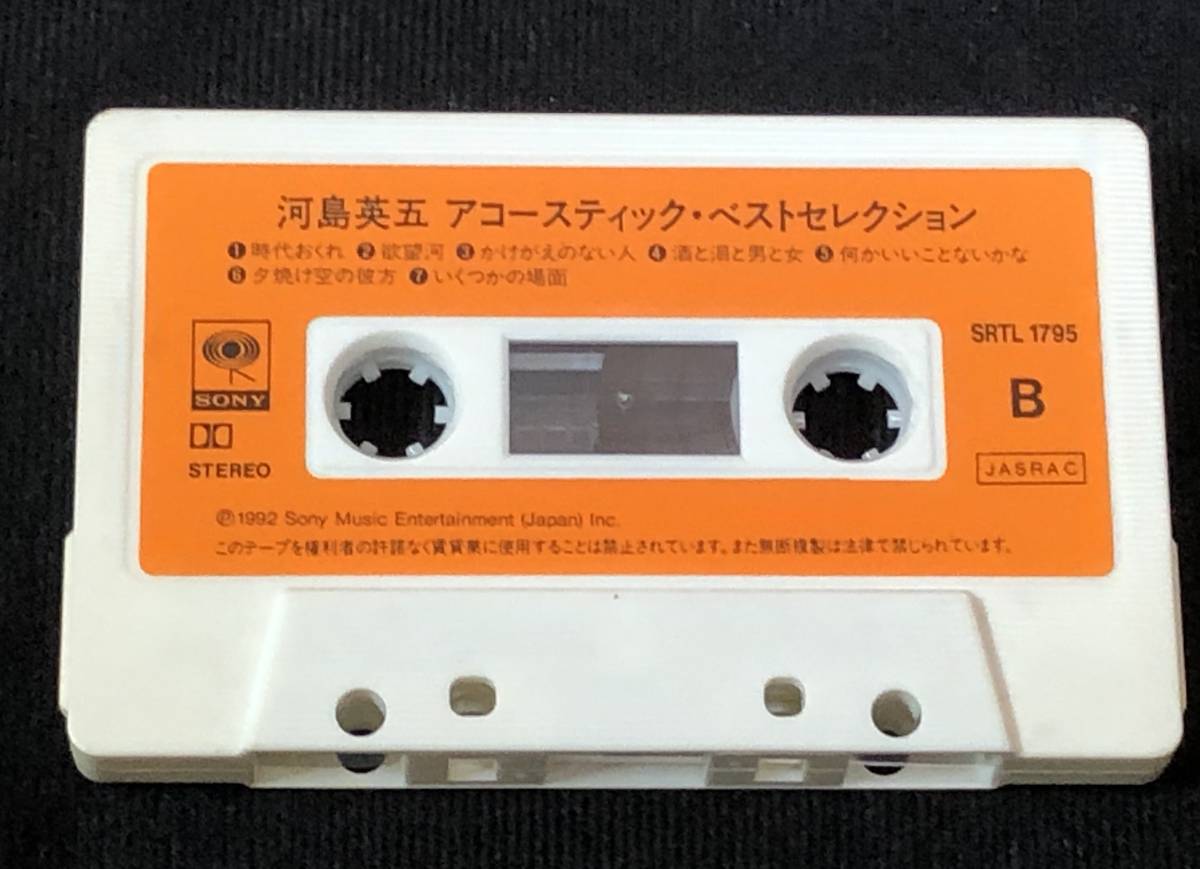 河島英五 アコースティック・ベストセレクション
❶時代おくれ ❷欲望河 ❸かけがえのない人 ❹酒と泪と男と女 ❺何かいいことないかな
❻夕焼け空の彼方 ❼いくつかの場面
SONY
STEREO
SRTL 1795
B
JASRAC
Ⓟ1992 Sony Music Entertainment (Japan) Inc.
このテープを権利者の許諾なく賃貸業に使用することは禁止されています。また無断複製は法律で禁じられています。